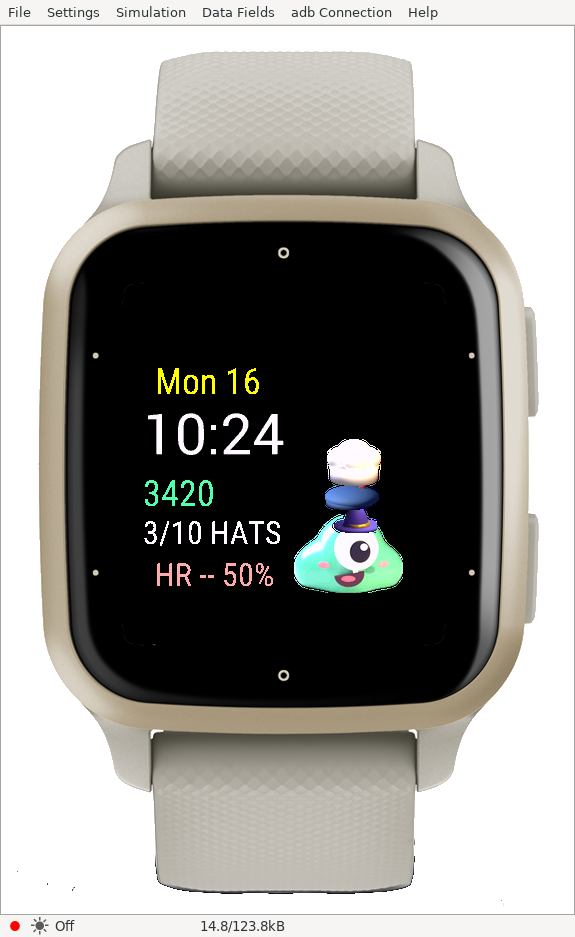 File Settings Simulation Data Fields adb Connection Help
Mon 16
10:24
3420
3/10 HATS
HR -- 50%
Off 14.8/123.8kB